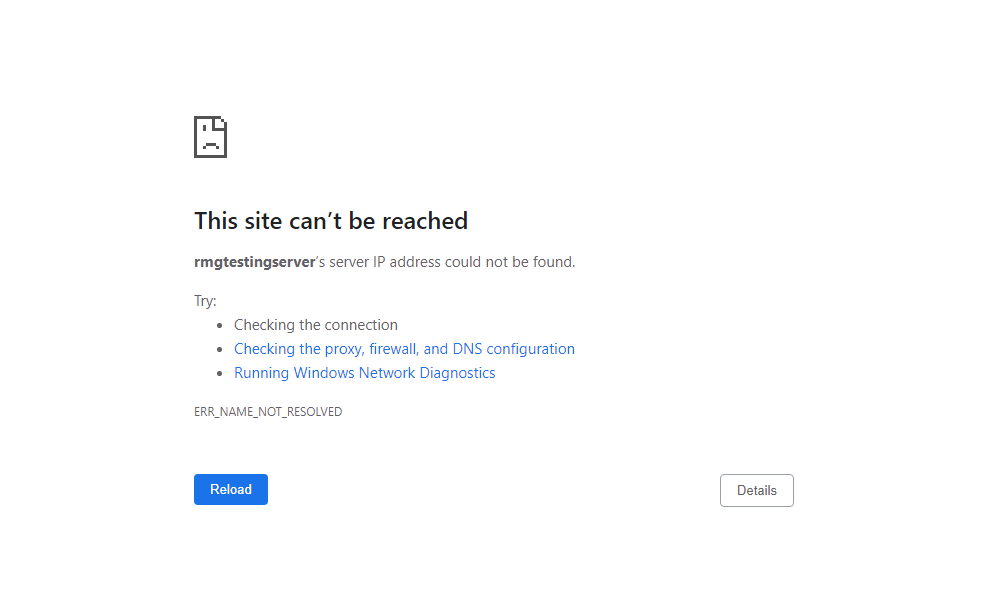 This site can’t be reached
rmgtestingserver’s server IP address could not be found.
Try:
• Checking the connection
• Checking the proxy, firewall, and DNS configuration
• Running Windows Network Diagnostics
ERR_NAME_NOT_RESOLVED
Reload
Details